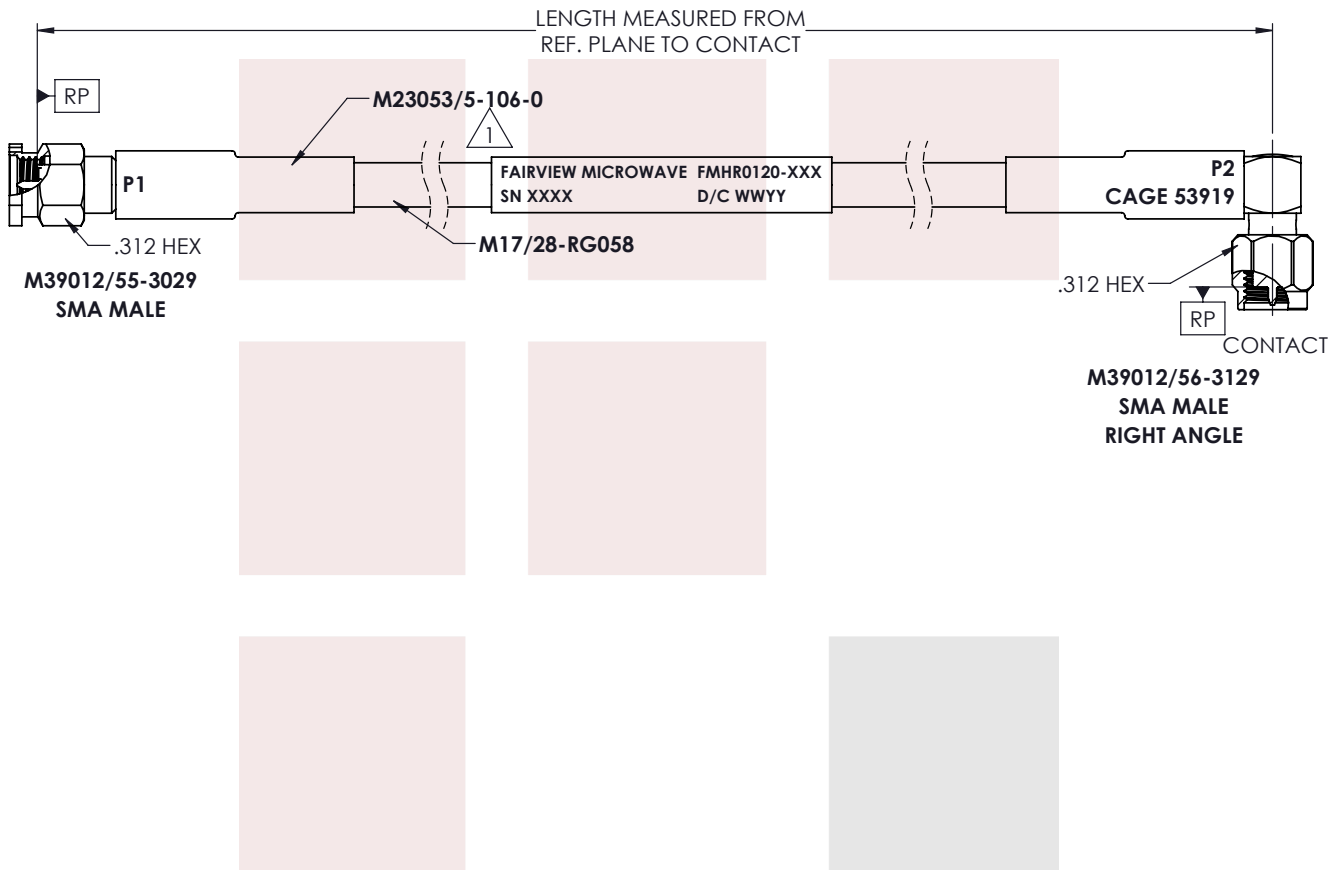 LENGTH MEASURED FROM
REF. PLANE TO CONTACT
RP
M23053/5-106-0
1
P1
FAIRVIEW MICROWAVE FMHR0120-XXX
SN XXXX D/C WWYY
P2
CAGE 53919
.312 HEX
M17/28-RG058
M39012/55-3029
SMA MALE
.312 HEX
RP
CONTACT
M39012/56-3129
SMA MALE
RIGHT ANGLE